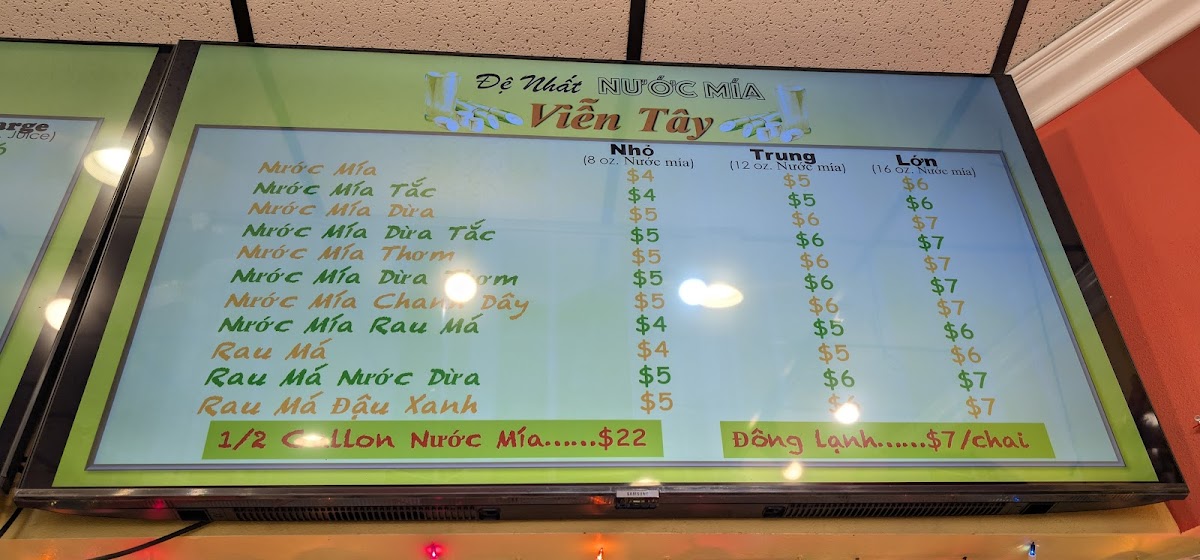 arge
Juice)
Đệ Nhất NƯỚC MÍA
Viễn Tây
Nhỏ Trung Lớn
(8 oz. Nước mía) (12 oz. Nước mía) (16 oz. Nước mía)
Nước Mía $4 $5 $6
Nước Mía Tắc $4 $5 $6
Nước Mía Dừa $5 $6 $7
Nước Mía Dừa Tắc $5 $6 $7
Nước Mía Thơm $5 $6 $7
Nước Mía Dừa Thơm $5 $6 $7
Nước Mía Chanh Dây $5 $6 $7
Nước Mía Rau Má $4 $5 $6
Rau Má $4 $5 $6
Rau Má Nước Dừa $5 $6 $7
Rau Má Đậu Xanh $5 $6 $7
1/2 Gallon Nước Mía......$22 Đông lạnh......$7/chai
SAMSUNG